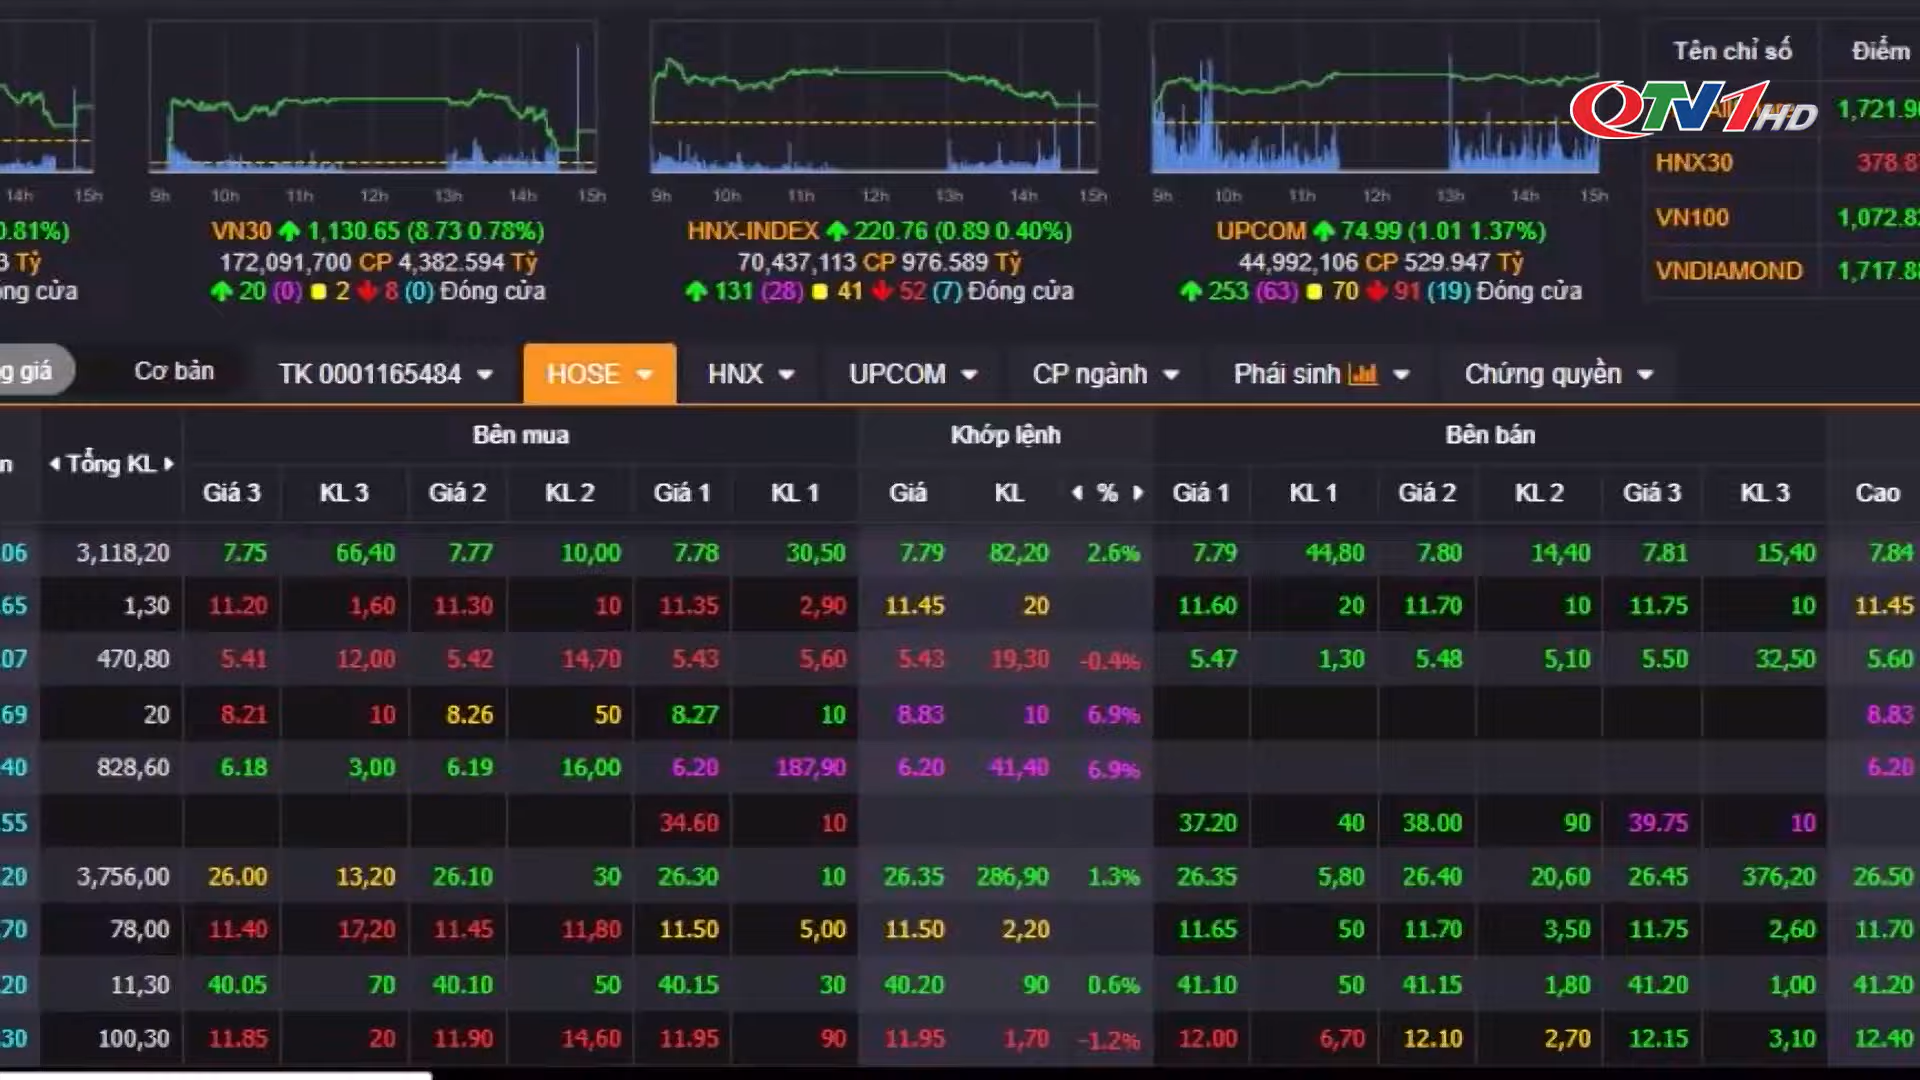 Tên chỉ số Điểm
QTV1HD
1,721.9
HNX30 378.8
VN100 1,072.8
VNDIAMOND 1,717.8
14h 15h 9h 10h 11h 12h 13h 14h 15h 9h 10h 11h 12h 13h 14h 15h 9h 10h 11h 12h 13h 14h 15h
0.81%) VN30 1,130.65 (8.73 0.78%) HNX-INDEX 220.76 (0.89 0.40%) UPCOM 74.99 (1.01 1.37%)
3 Tỷ 172,091,700 CP 4,382.594 Tỷ 70,437,113 CP 976.589 Tỷ 44,992,106 CP 529.947 Tỷ
óng cửa 20 (0) 2 8 (0) Đóng cửa 131 (28) 41 52 (7) Đóng cửa 253 (63) 70 91 (19) Đóng cửa
g giá Cơ bản TK 0001165484 HOSE HNX UPCOM CP ngành Phái sinh Chứng quyền
n Tổng KL Bên mua Khớp lệnh Bên bán
Giá 3 KL 3 Giá 2 KL 2 Giá 1 KL 1 Giá KL % Giá 1 KL 1 Giá 2 KL 2 Giá 3 KL 3 Cao
06 3,118,20 7.75 66,40 7.77 10,00 7.78 30,50 7.79 82,20 2.6% 7.79 44,80 7.80 14,40 7.81 15,40 7.84
65 1,30 11.20 1,60 11.30 10 11.35 2,90 11.45 20 11.60 20 11.70 10 11.75 10 11.45
07 470,80 5.41 12,00 5.42 14,70 5.43 5,60 5.43 19,30 -0.4% 5.47 1,30 5.48 5,10 5.50 32,50 5.60
69 20 8.21 10 8.26 50 8.27 10 8.83 10 6.9% 8.83
40 828,60 6.18 3,00 6.19 16,00 6.20 187,90 6.20 41,40 6.9% 6.20
55 34.60 10 37.20 40 38.00 90 39.75 10
20 3,756,00 26.00 13,20 26.10 30 26.30 10 26.35 286,90 1.3% 26.35 5,80 26.40 20,60 26.45 376,20 26.50
70 78,00 11.40 17,20 11.45 11,80 11.50 5,00 11.50 2,20 11.65 50 11.70 3,50 11.75 2,60 11.70
20 11,30 40.05 70 40.10 50 40.15 30 40.20 90 0.6% 41.10 50 41.15 1,80 41.20 1,00 41.20
30 100,30 11.85 20 11.90 14,60 11.95 90 11.95 1,70 -1.2% 12.00 6,70 12.10 2,70 12.15 3,10 12.40